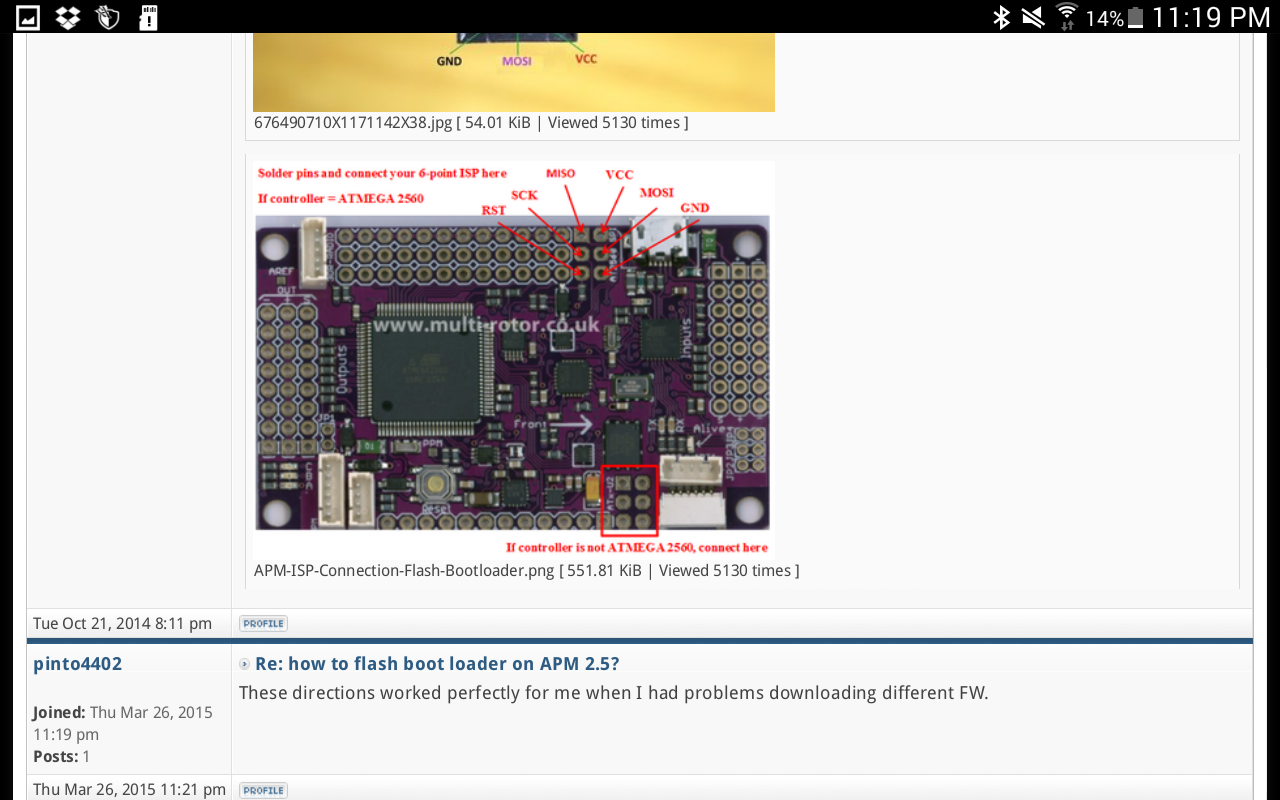 14% 11:19 PM
GND MOSI VCC
676490710X1171142X38.jpg [ 54.01 KiB | Viewed 5130 times ]
Solder pins and connect your 6-point ISP here
MISO VCC
If controller = ATMEGA 2560
SCK MOSI
RST GND
AREF
OUT
www.multi-rotor.co.uk
Outputs
Inputs
Front
TX RX
Alive
JP1
PPM
Reset
If controller is not ATMEGA 2560, connect here
APM-ISP-Connection-Flash-Bootloader.png [ 551.81 KiB | Viewed 5130 times ]
Tue Oct 21, 2014 8:11 pm
PROFILE
pinto4402
Re: how to flash boot loader on APM 2.5?
These directions worked perfectly for me when I had problems downloading different FW.
Joined: Thu Mar 26, 2015
11:19 pm
Posts: 1
Thu Mar 26, 2015 11:21 pm
PROFILE